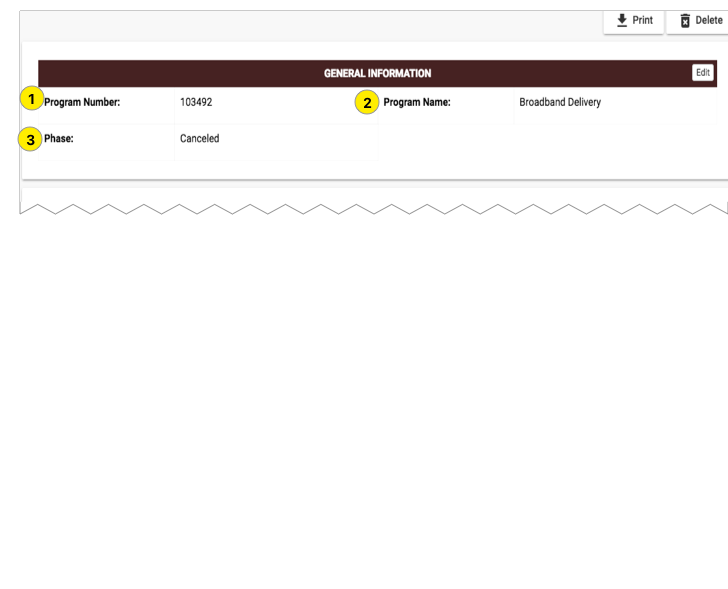 Print Delete
GENERAL INFORMATION Edit
1 Program Number: 103492 2 Program Name: Broadband Delivery
3 Phase: Canceled